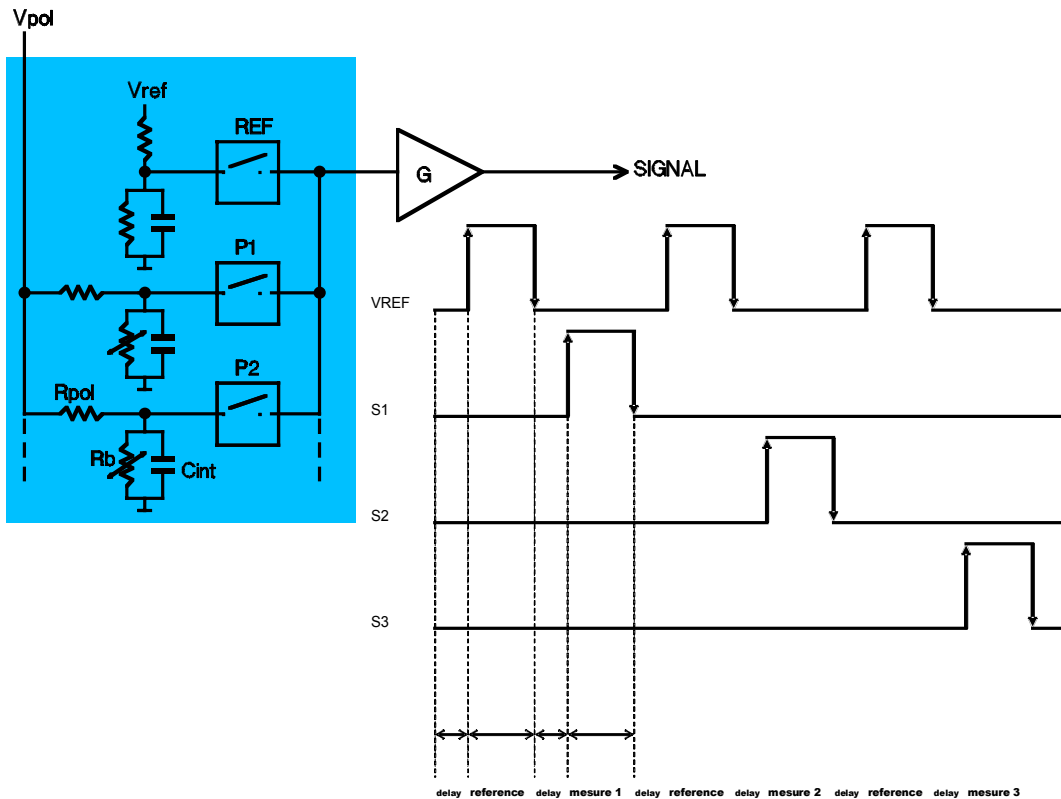 Vpol
Vref
REF
G
SIGNAL
P1
P2
Rpol
Rb
Cint
VREF
S1
S2
S3
delay reference delay mesure 1 delay reference delay mesure 2 delay reference delay mesure 3